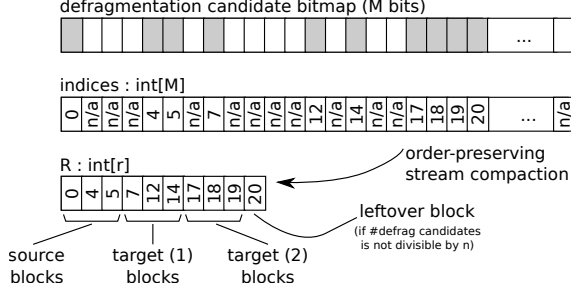 defragmentation candidate bitmap (M bits)
...
indices : int[M]
0 n/a n/a n/a 4 5 n/a 7 n/a n/a n/a n/a 12 n/a 14 n/a n/a 17 18 19 20 ... n/a
order-preserving
stream compaction
R : int[r]
0 4 5 7 12 14 17 18 19 20
leftover block
(if #defrag candidates
is not divisible by n)
source
blocks
target (1)
blocks
target (2)
blocks